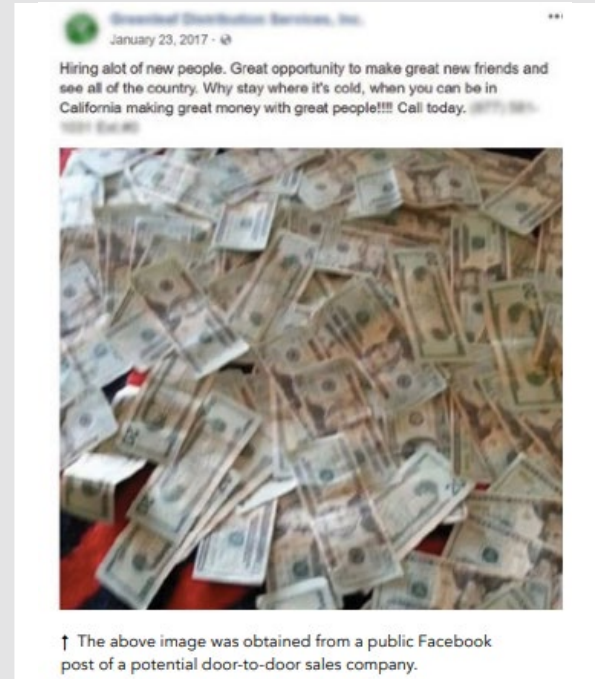 January 23, 2017 ·
Hiring alot of new people. Great opportunity to make great new friends and
see all of the country. Why stay where it's cold, when you can be in
California making great money with great people!!!! Call today.
↑ The above image was obtained from a public Facebook
post of a potential door-to-door sales company.